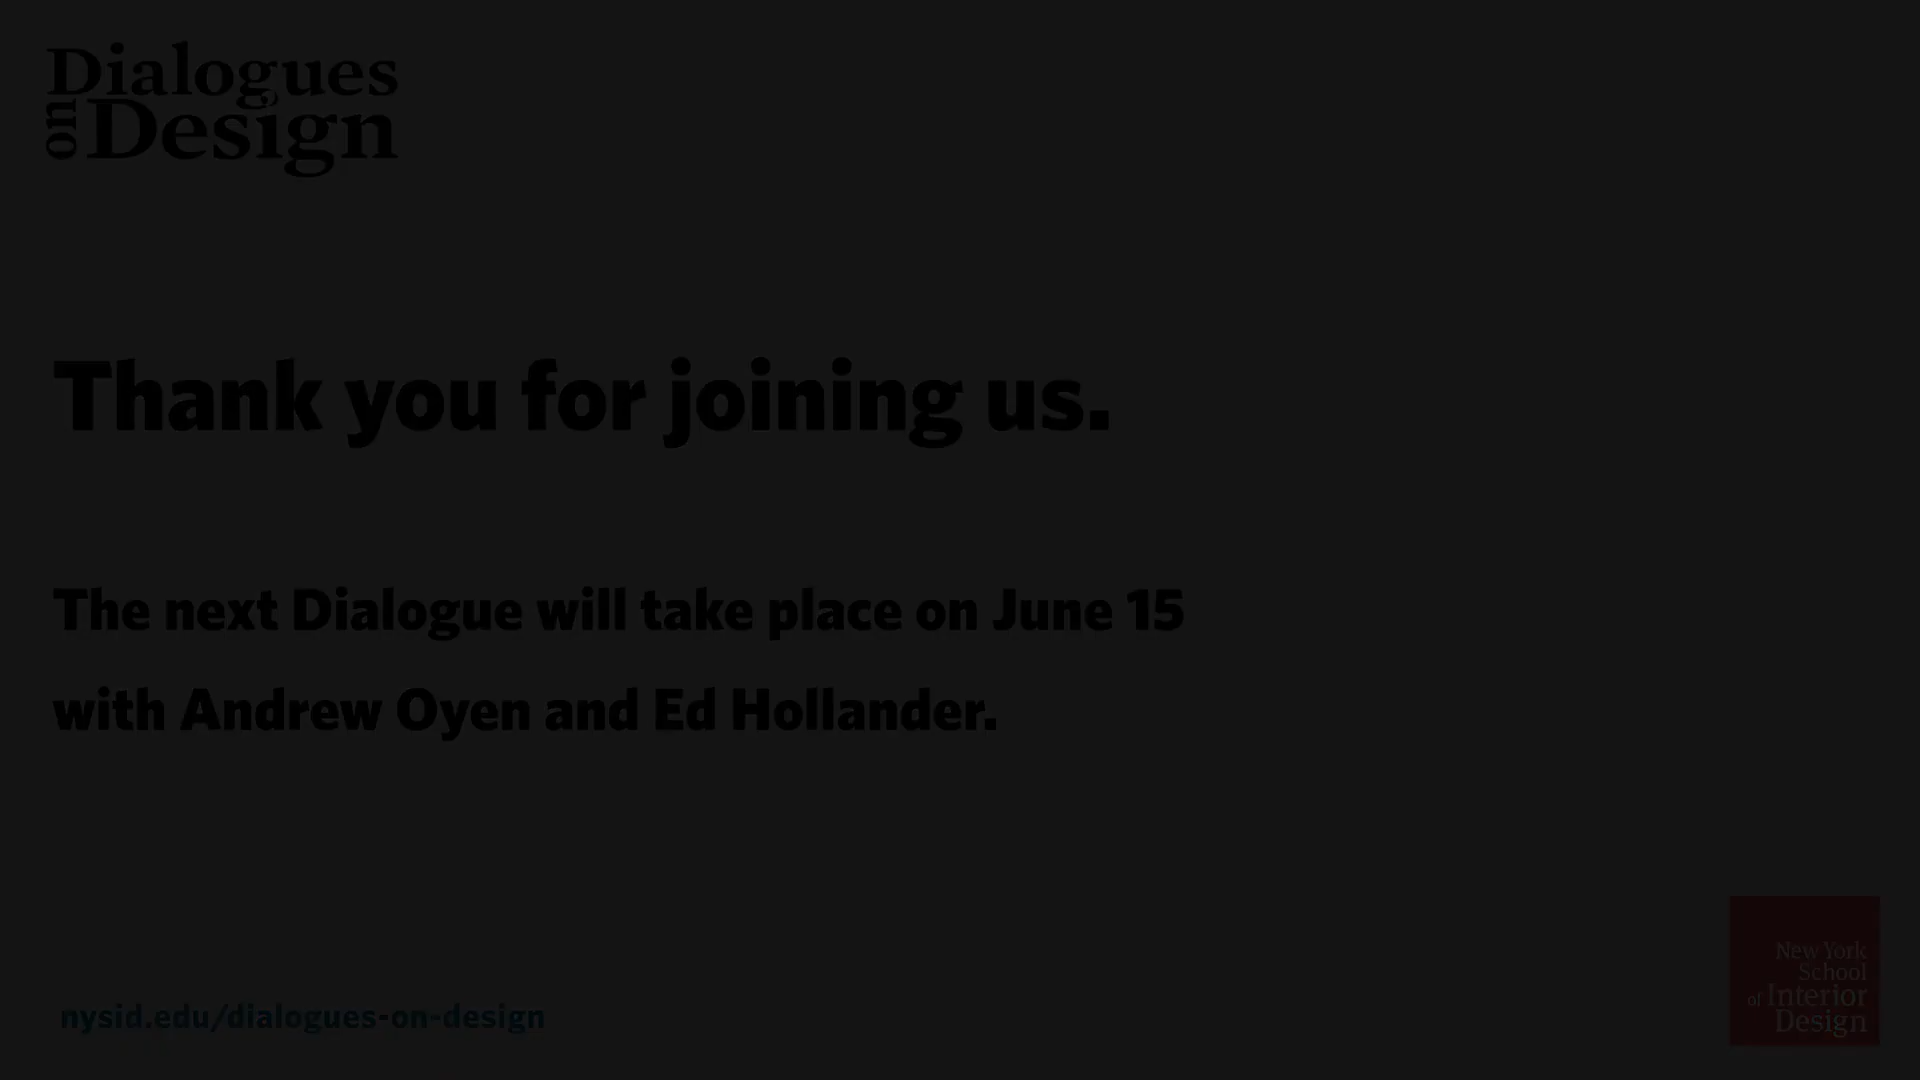 Dialogues
on Design
Thank you for joining us.
The next Dialogue will take place on June 15
with Andrew Oyen and Ed Hollander.
nysid.edu/dialogues-on-design
New York
School
of Interior
Design